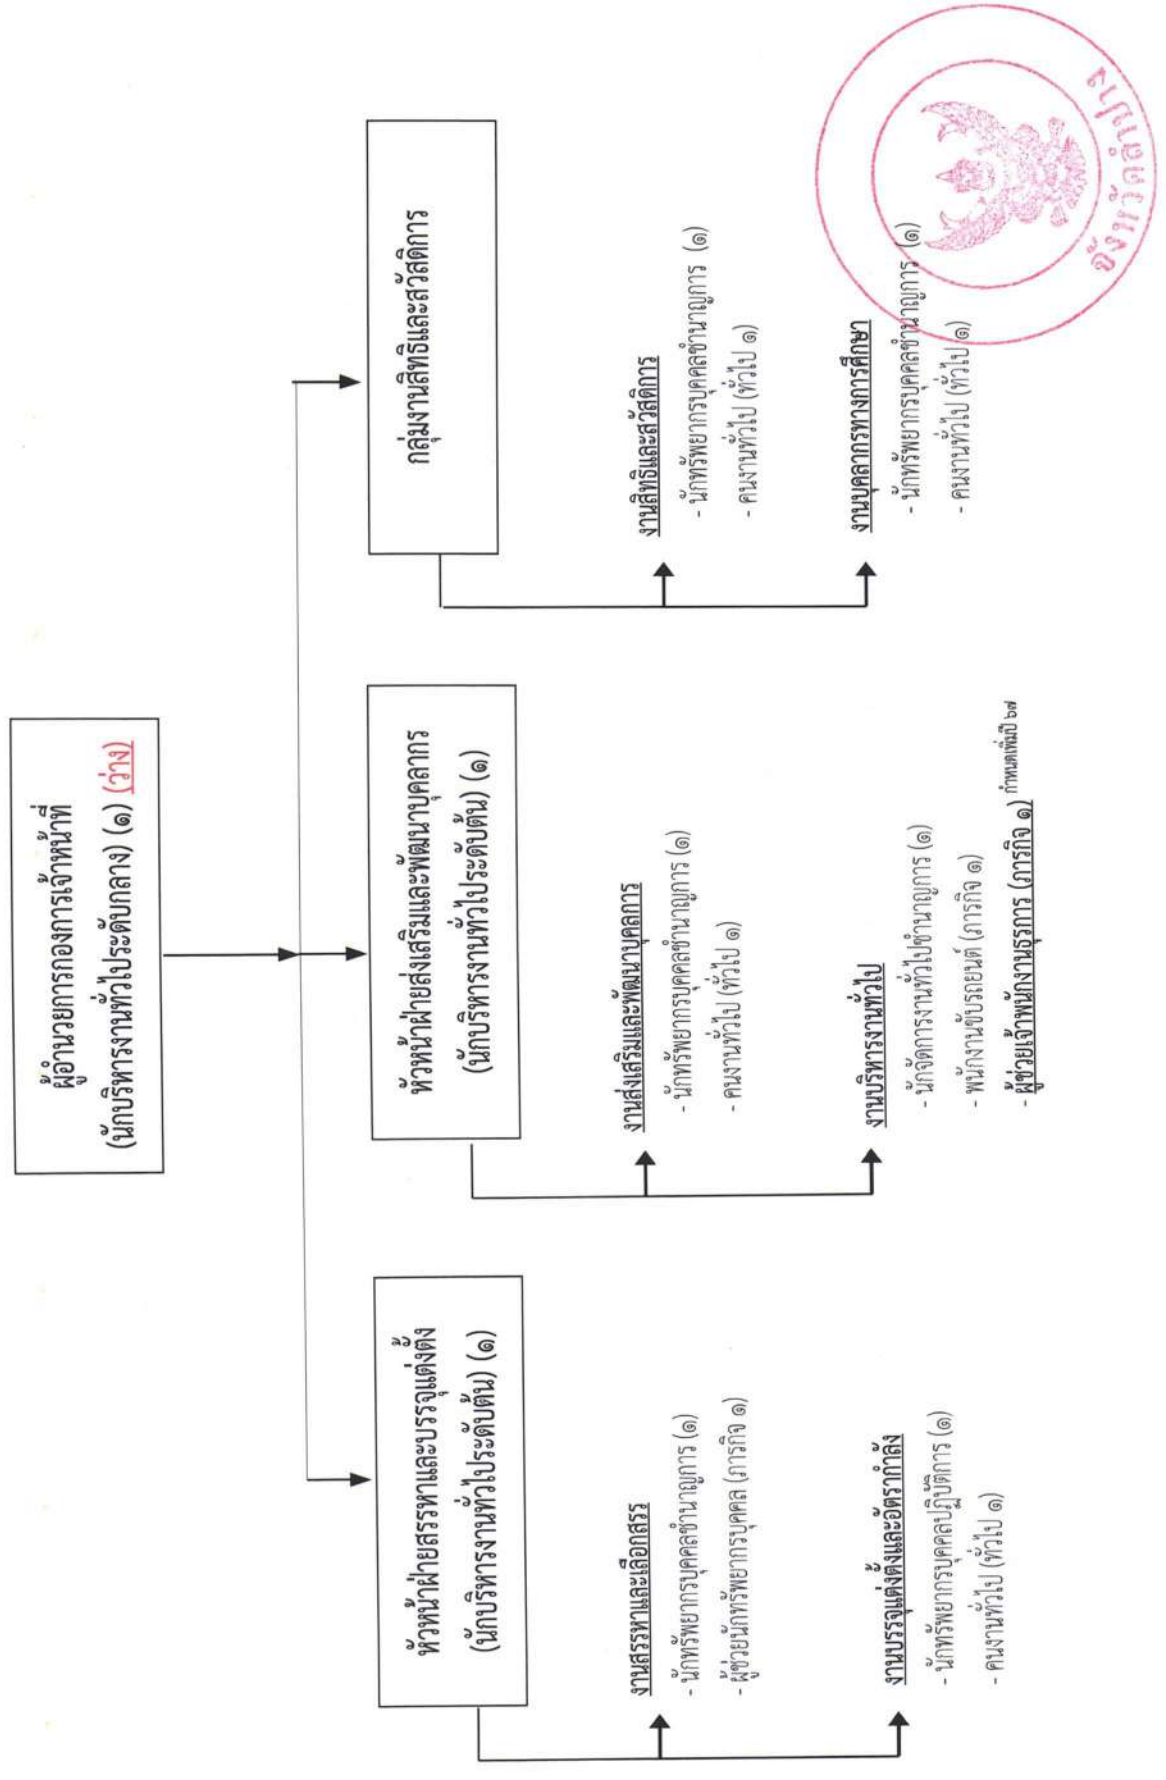 ผู้อำนวยการกองการเจ้าหน้าที่
(นักบริหารงานทั่วไประดับกลาง) (๑) (ว่าง)
หัวหน้าฝ่ายสรรหาและบรรจุแต่งตั้ง
(นักบริหารงานทั่วไประดับต้น) (๑)
หัวหน้าฝ่ายส่งเสริมและพัฒนาบุคลากร
(นักบริหารงานทั่วไประดับต้น) (๑)
กลุ่มงานสิทธิและสวัสดิการ
งานสรรหาและเลือกสรร
- นักทรัพยากรบุคคลชำนาญการ (๑)
- ผู้ช่วยนักทรัพยากรบุคคล (ภารกิจ ๑)
งานบรรจุแต่งตั้งและอัตรากำลัง
- นักทรัพยากรบุคคลปฏิบัติการ (๑)
- คนงานทั่วไป (ทั่วไป ๑)
งานส่งเสริมและพัฒนาบุคลการ
- นักทรัพยากรบุคคลชำนาญการ (๑)
- คนงานทั่วไป (ทั่วไป ๑)
งานบริหารงานทั่วไป
- นักจัดการงานทั่วไปชำนาญการ (๑)
- พนักงานขับรถยนต์ (ภารกิจ ๑)
- ผู้ช่วยเจ้าพนักงานธุรการ (ภารกิจ ๑) กำหนดเพิ่มปี ๖๗
งานสิทธิและสวัสดิการ
- นักทรัพยากรบุคคลชำนาญการ (๑)
- คนงานทั่วไป (ทั่วไป ๑)
งานบุคลากรทางการศึกษา
- นักทรัพยากรบุคคลชำนาญการ (๑)
- คนงานทั่วไป (ทั่วไป ๑)
จังหวัดลำปาง